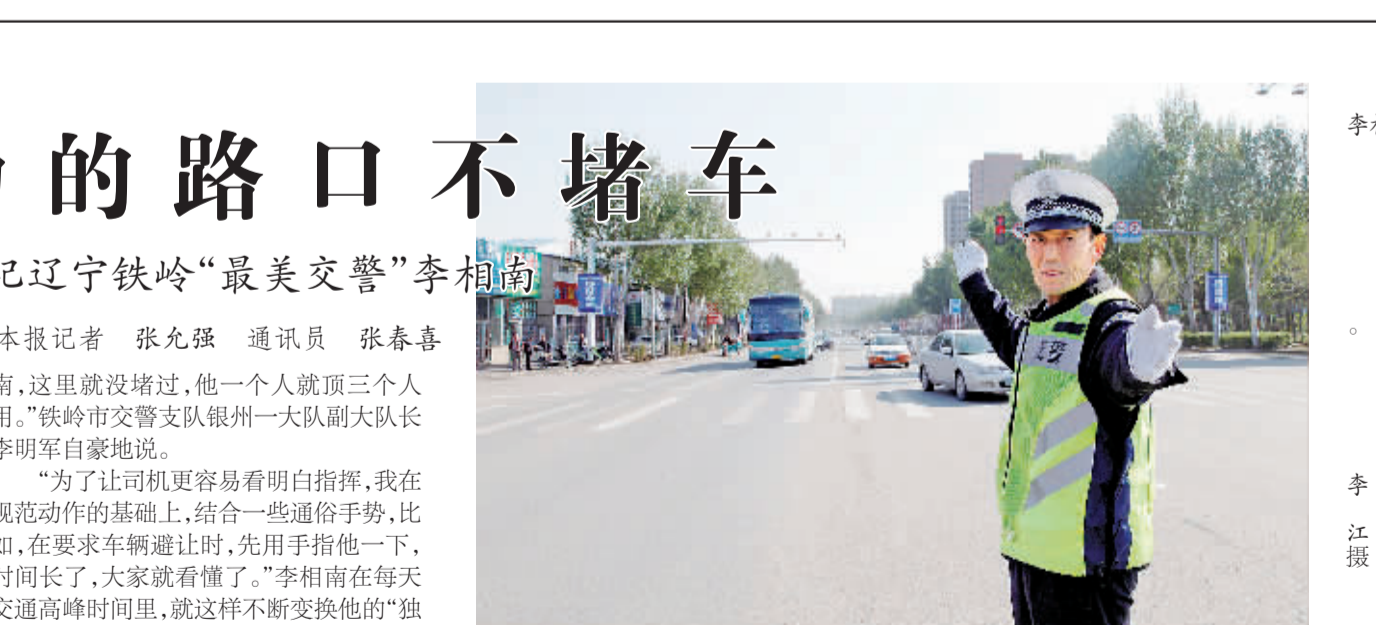 的路口不堵车
记辽宁铁岭“最美交警”李相南
本报记者 张允强 通讯员 张春喜
南,这里就没堵过,他一个人就顶三个人
用。”铁岭市交警支队银州一大队副大队长
李明军自豪地说。
“为了让司机更容易看明白指挥,我在
规范动作的基础上,结合一些通俗手势,比
如,在要求车辆避让时,先用手指他一下,
时间长了,大家就看懂了。”李相南在每天
交通高峰时间里,就这样不断变换他的“独
李
。
李
江
摄